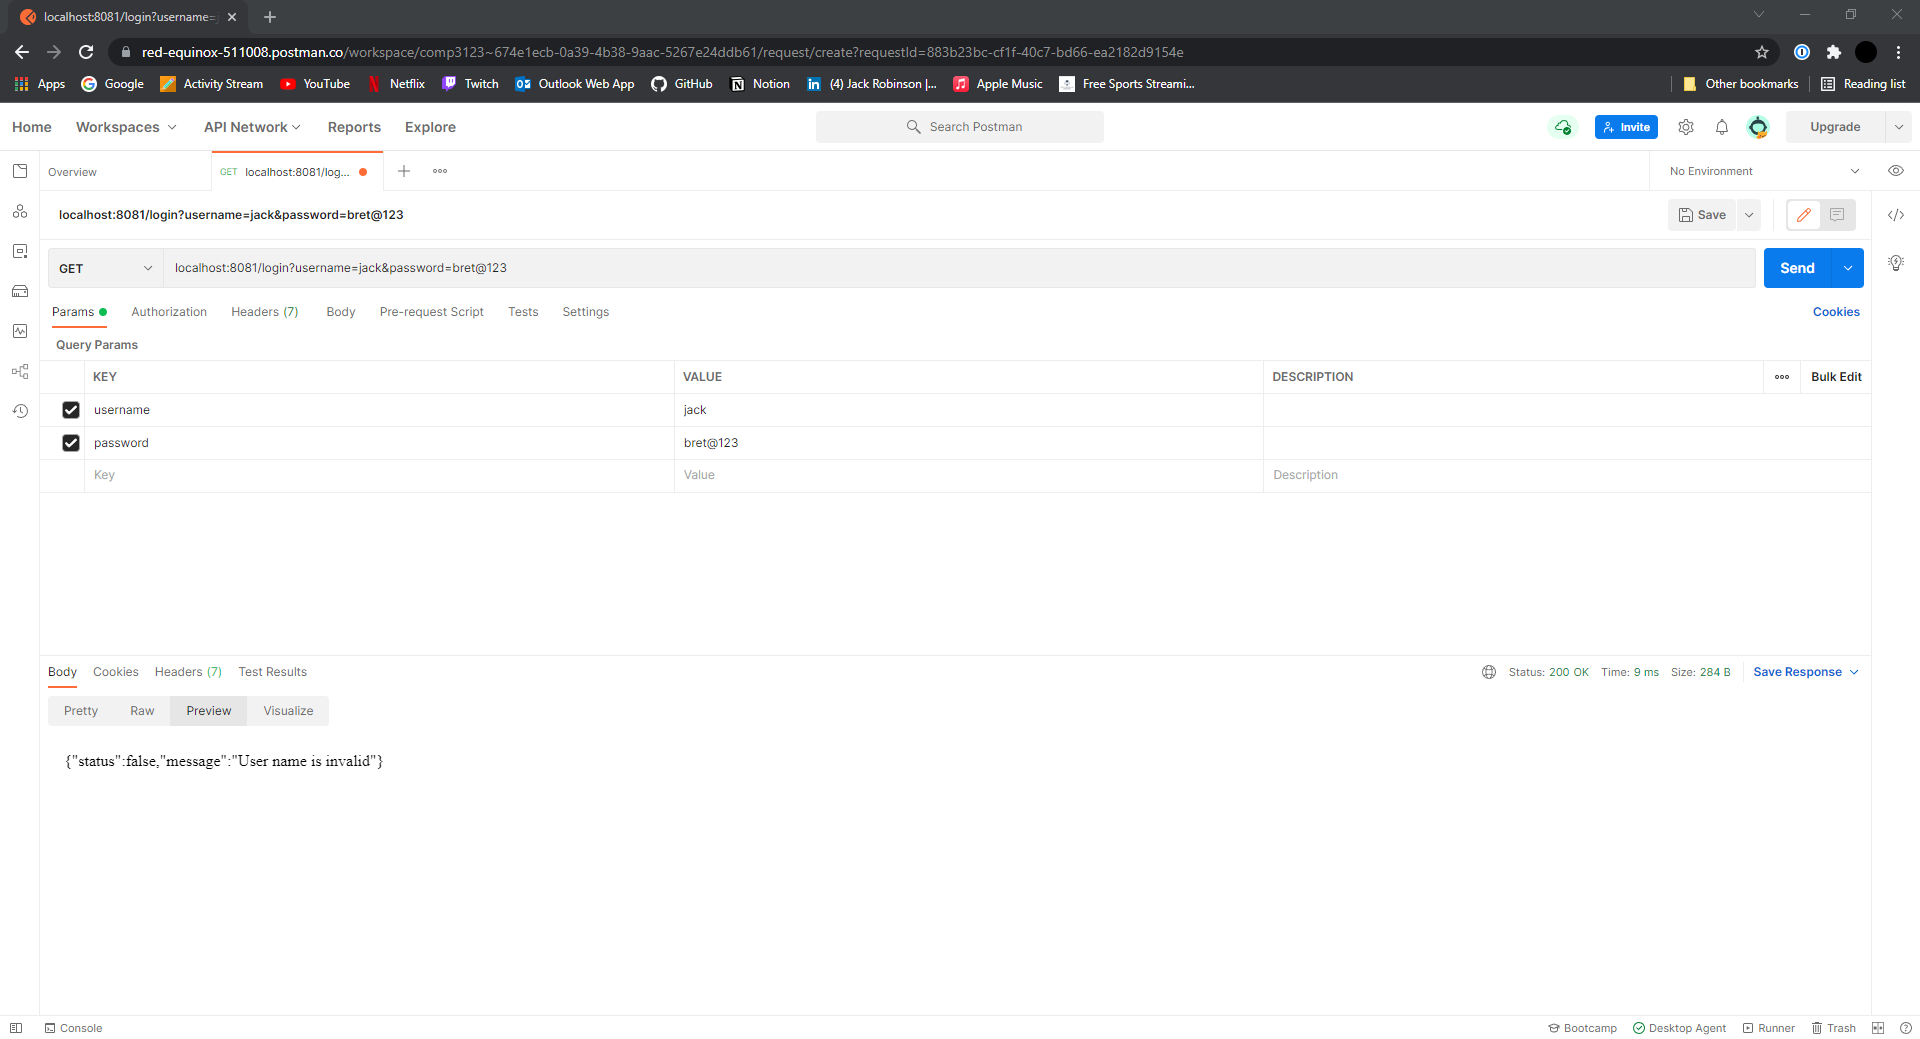 localhost:8081/login?username=
red-equinox-511008.postman.co/workspace/comp3123~674e1ecb-0a39-4b38-9aac-5267e24ddb61/request/create?requestId=883b23bc-cf1f-40c7-bd66-ea2182d9154e
Apps Google Activity Stream YouTube Netflix Twitch Outlook Web App GitHub Notion (4) Jack Robinson |... Apple Music Free Sports Streami... Other bookmarks Reading list
Home Workspaces API Network Reports Explore Search Postman Invite Upgrade
Overview GET localhost:8081/log... No Environment
localhost:8081/login?username=jack&password=bret@123 Save
GET localhost:8081/login?username=jack&password=bret@123 Send
Params Authorization Headers (7) Body Pre-request Script Tests Settings Cookies
Query Params
KEY VALUE DESCRIPTION Bulk Edit
username jack
password bret@123
Key Value Description
Body Cookies Headers (7) Test Results Status: 200 OK Time: 9 ms Size: 284 B Save Response
Pretty Raw Preview Visualize
{"status":false,"message":"User name is invalid"}
Console Bootcamp Desktop Agent Runner Trash